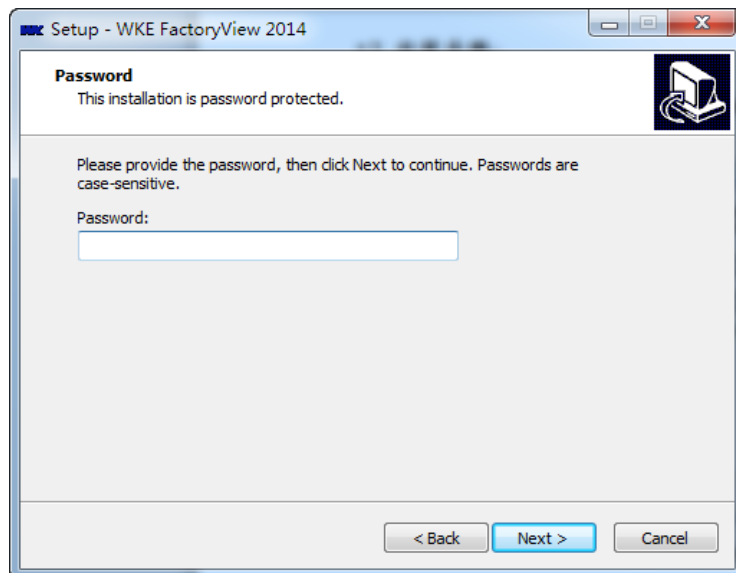 Setup - WKE FactoryView 2014
Password
This installation is password protected.
Please provide the password, then click Next to continue. Passwords are
case-sensitive.
Password:
< Back
Next >
Cancel